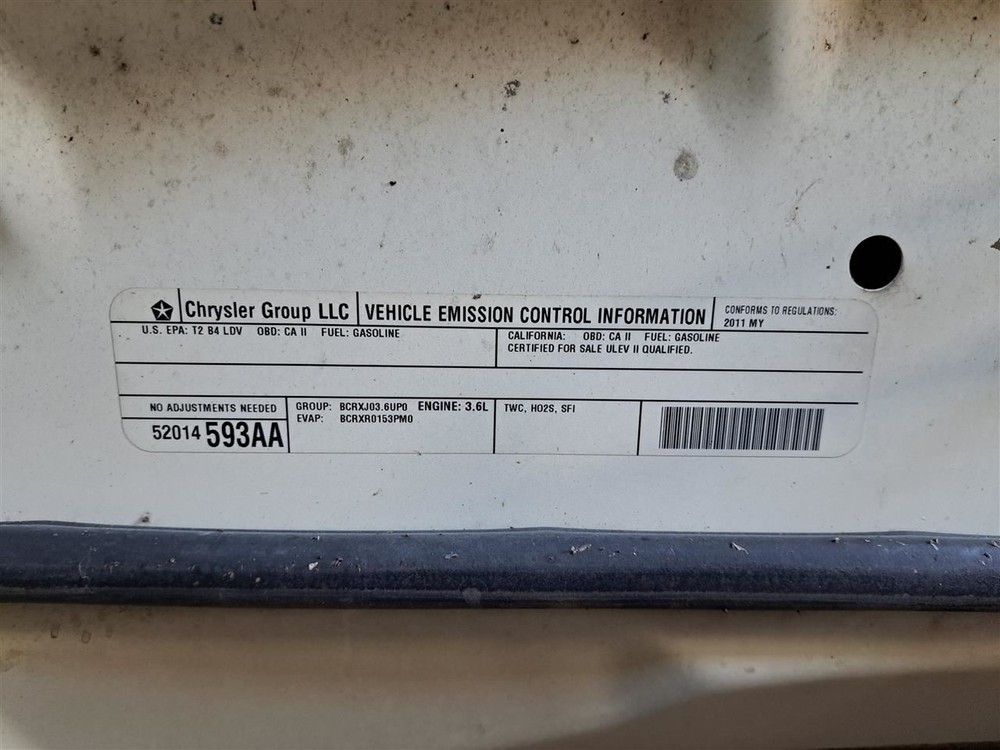 Chrysler Group LLC
VEHICLE EMISSION CONTROL INFORMATION
CONFORMS TO REGULATIONS:
2011 MY
U.S. EPA: T2 B4 LDV OBD: CA II FUEL: GASOLINE
CALIFORNIA: OBD: CA II FUEL: GASOLINE
CERTIFIED FOR SALE ULEV II QUALIFIED.
NO ADJUSTMENTS NEEDED
52014 593AA
GROUP: BCRXJ03.6UP0 ENGINE: 3.6L
EVAP: BCRXR0153PM0
TWC, HO2S, SFI